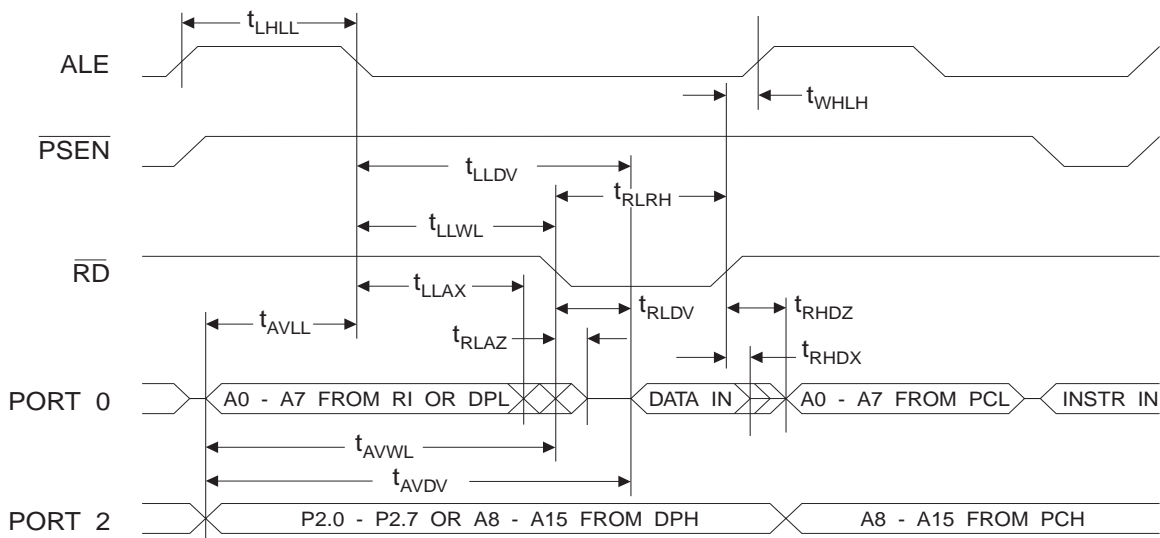 tLHLL
ALE
tWHLH
PSEN
tLLDV
tRLRH
tLLWL
RD
tLLAX
tRLDV
tRHDZ
tAVLL
tRLAZ
tRHDX
PORT 0
A0 - A7 FROM RI OR DPL
DATA IN
A0 - A7 FROM PCL
INSTR IN
tAVWL
tAVDV
PORT 2
P2.0 - P2.7 OR A8 - A15 FROM DPH
A8 - A15 FROM PCH